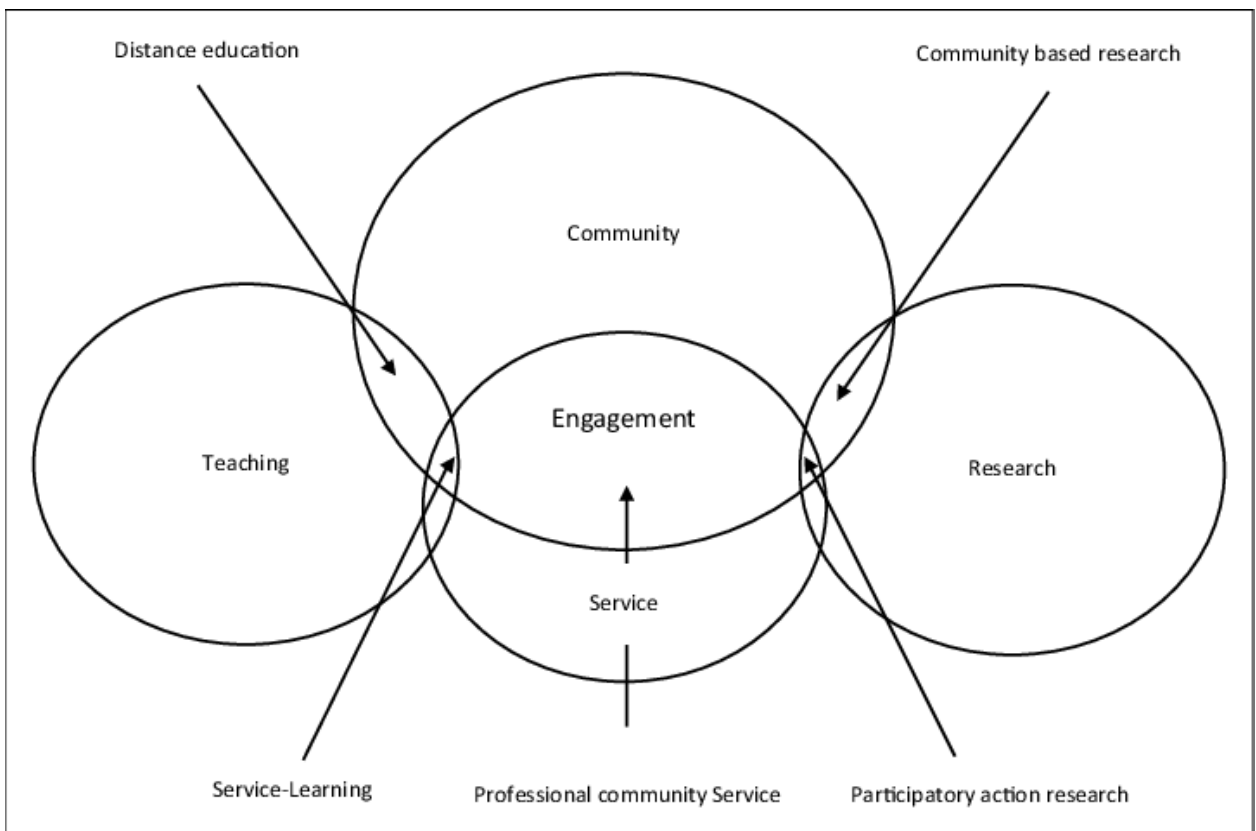 Distance education
Community based research
Community
Engagement
Teaching
Research
Service
Service-Learning
Professional community Service
Participatory action research